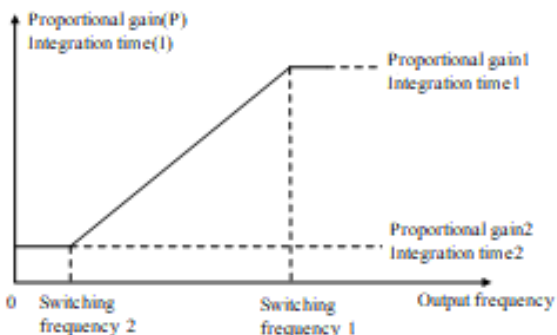 Proportional gain(P)
Integration time(I)
Proportional gain1
Integration time1
Proportional gain2
Integration time2
0
Switching
frequency 2
Switching
frequency 1
Output frequency